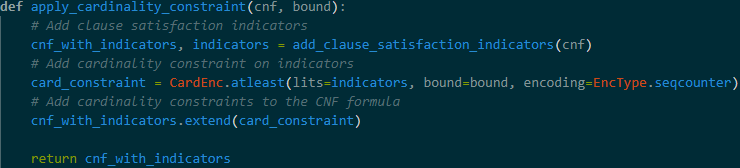 def apply_cardinality_constraint(cnf, bound):
    # Add clause satisfaction indicators
    cnf_with_indicators, indicators = add_clause_satisfaction_indicators(cnf)
    # Add cardinality constraint on indicators
    card_constraint = CardEnc.atleast(lits=indicators, bound=bound, encoding=EncType.seqcounter)
    # Add cardinality constraints to the CNF formula
    cnf_with_indicators.extend(card_constraint)
    return cnf_with_indicators